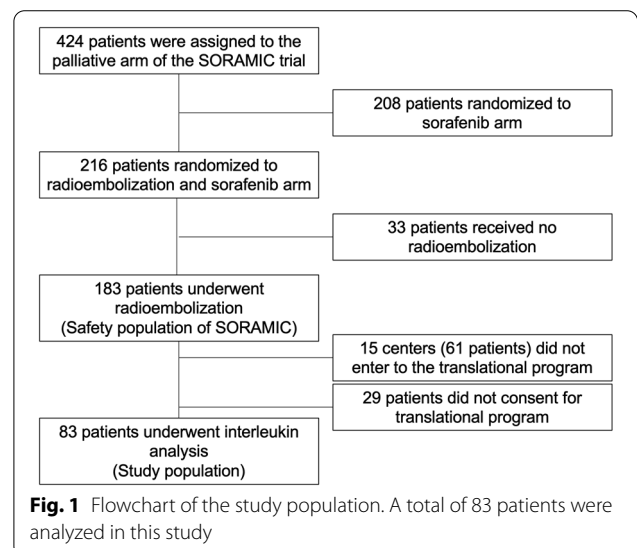 424 patients were assigned to the
palliative arm of the SORAMIC trial
208 patients randomized to
sorafenib arm
216 patients randomized to
radioembolization and sorafenib arm
33 patients received no
radioembolization
183 patients underwent
radioembolization
(Safety population of SORAMIC)
15 centers (61 patients) did not
enter to the translational program
29 patients did not consent for
translational program
83 patients underwent interleukin
analysis
(Study population)
Fig. 1 Flowchart of the study population. A total of 83 patients were
analyzed in this study